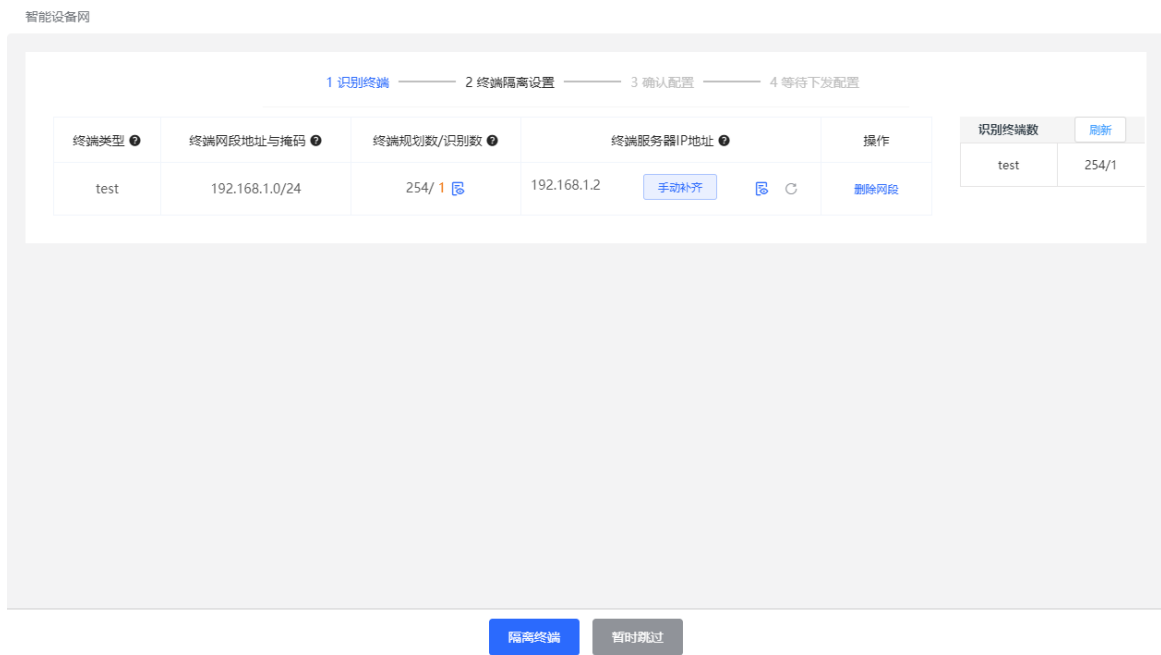 智能设备网
1 识别终端 2 终端隔离设置 3 确认配置 4 等待下发配置
终端类型 终端网段地址与掩码 终端规划数/识别数 终端服务器IP地址 操作
test 192.168.1.0/24 254/ 1 192.168.1.2 手动补齐 删除网段
识别终端数 刷新
test 254/1
隔离终端 暂时跳过